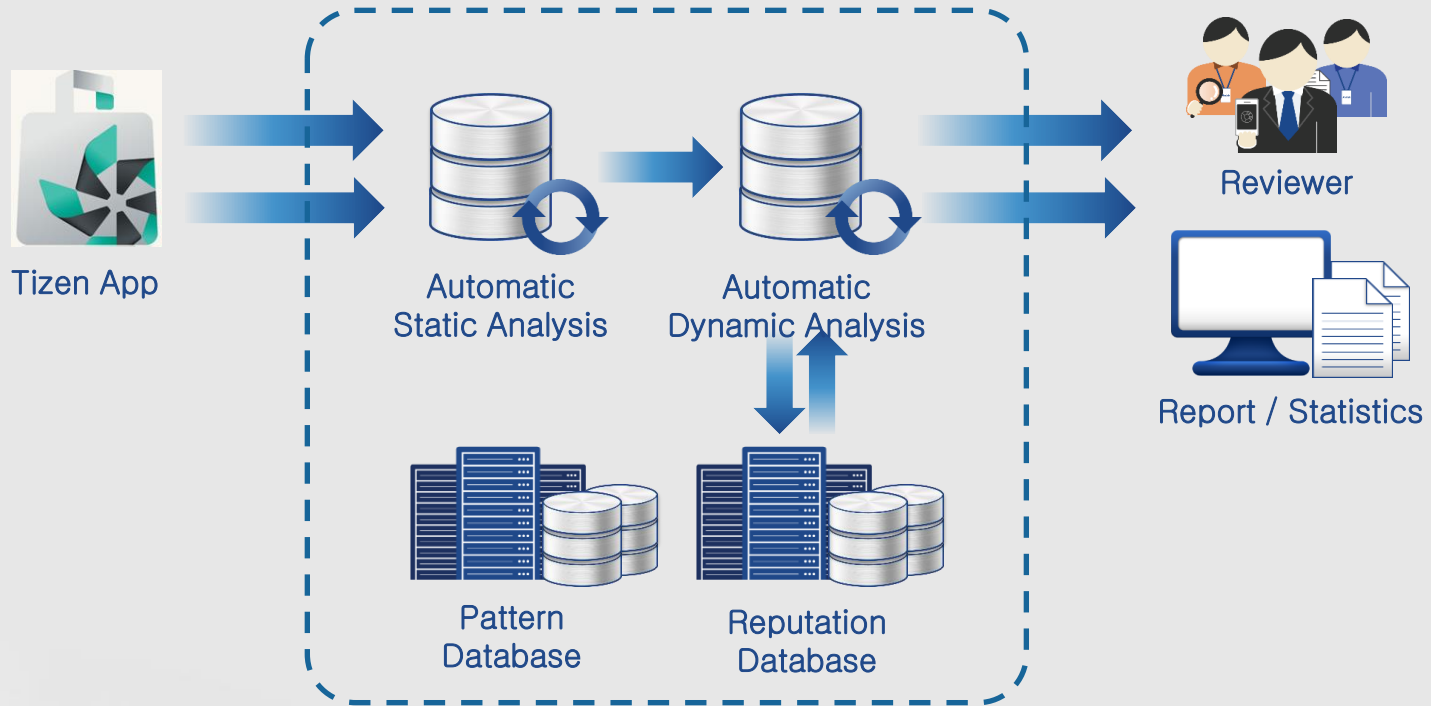 Tizen App
Automatic
Static Analysis
Automatic
Dynamic Analysis
Reviewer
Report / Statistics
Pattern
Database
Reputation
Database